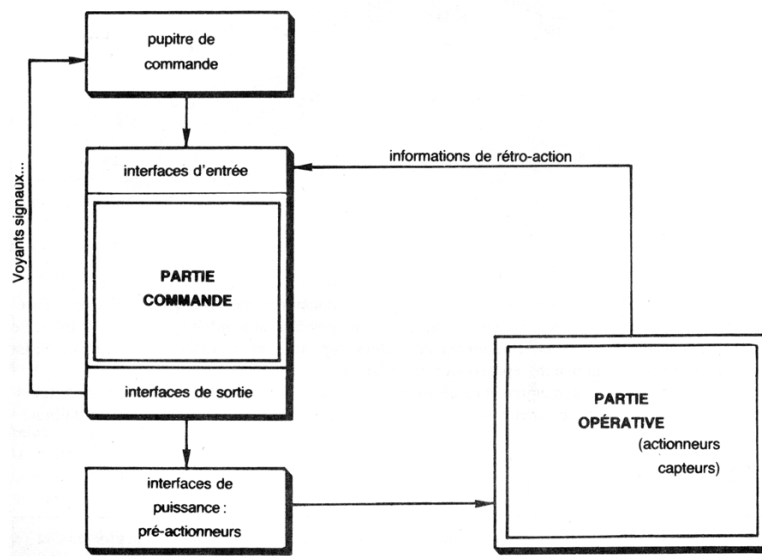 pupitre de
commande
Voyants signaux...
interfaces d'entrée
informations de rétro-action
PARTIE
COMMANDE
interfaces de sortie
PARTIE
OPÉRATIVE
(actionneurs
capteurs)
interfaces de
puissance :
pré-actionneurs